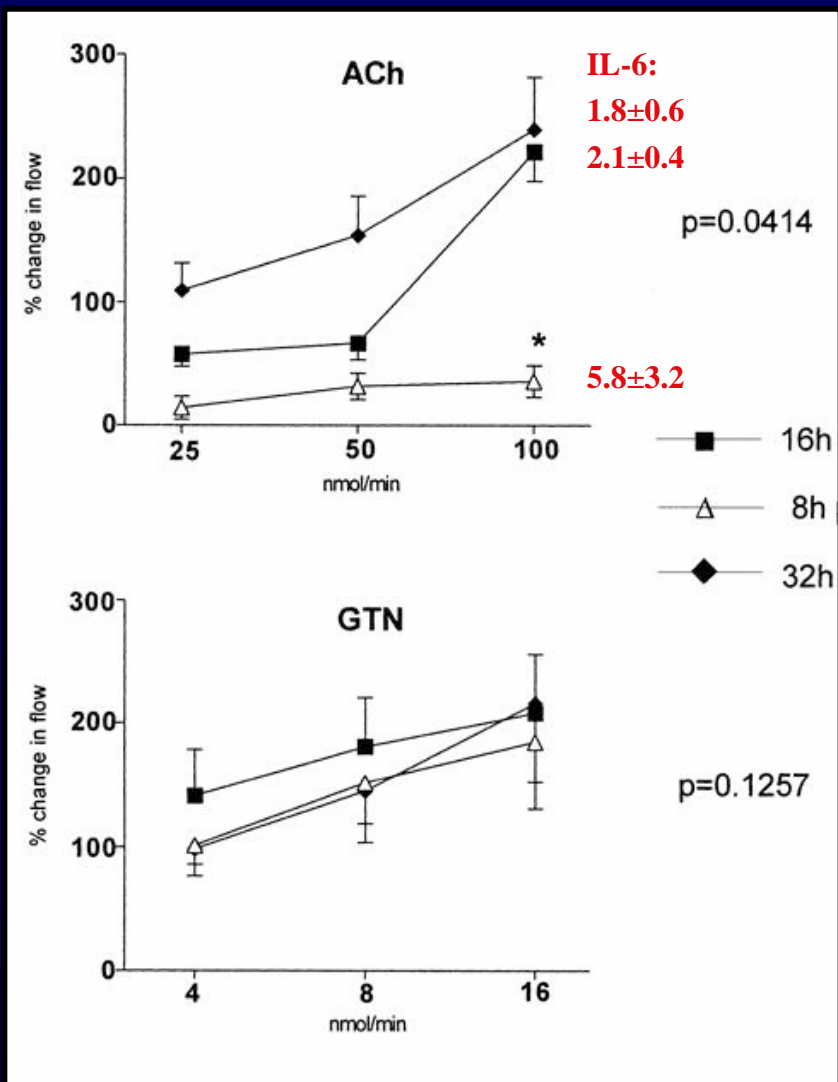 300
ACh
IL-6:
1.8±0.6
200
2.1±0.4
% change in flow
p=0.0414
100
*
5.8±3.2
0
25 50 100
nmol/min
16h
8h
32h
300
GTN
200
% change in flow
p=0.1257
100
0
4 8 16
nmol/min